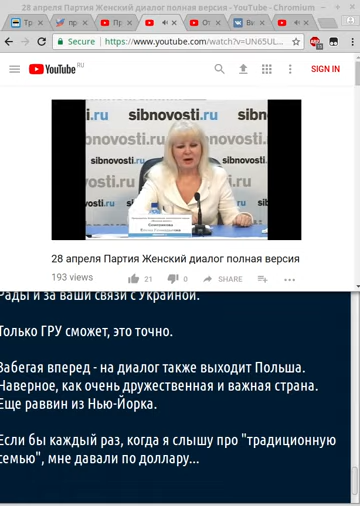 28 апреля Партия Женский диалог полная версия - YouTube - Chromium
Secure https://www.youtube.com/watch?v=UN65UL...
YouTube RU
SIGN IN
sibnovosti.ru
28 апреля Партия Женский диалог полная версия
193 views
21
0
SHARE
Рады и за ваши связи с Украиной.
Только ГРУ сможет, это точно.
Забегая вперед - на диалог также выходит Польша.
Наверное, как очень дружественная и важная страна.
Еще раввин из Нью-Йорка.
Если бы каждый раз, когда я слышу про "традиционную
семью", мне давали по доллару...